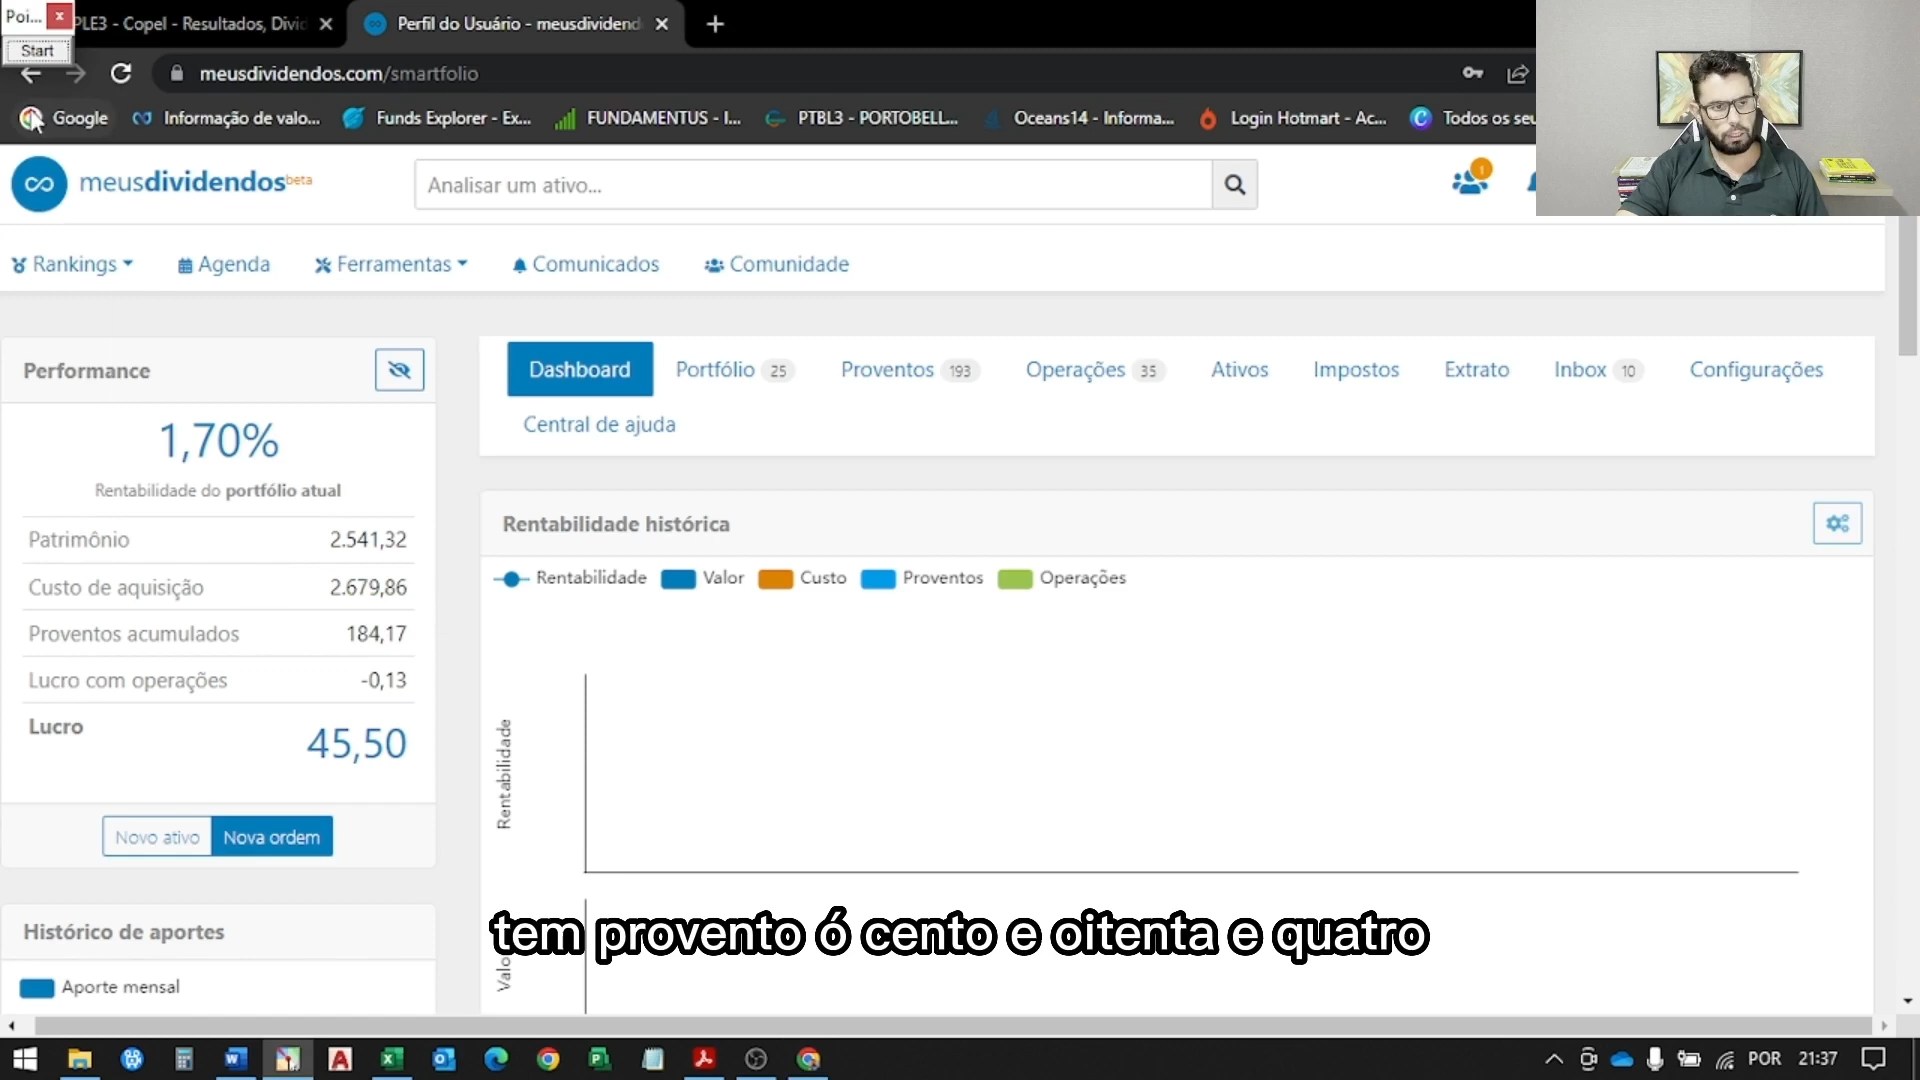 Poi...
Start
PLE3 - Copel - Resultados, Divid
Perfil do Usuário - meusdividend
meusdividendos.com/smartfolio
Google
Informação de valo...
Funds Explorer - Ex...
FUNDAMENTUS - I...
PTBL3 - PORTOBELL...
Oceans14 - Informa...
Login Hotmart - Ac...
Todos os seu
meusdividendosbeta
Analisar um ativo...
1
Rankings
Agenda
Ferramentas
Comunicados
Comunidade
Performance
Dashboard
Portfólio 25
Proventos 193
Operações 35
Ativos
Impostos
Extrato
Inbox 10
Configurações
Central de ajuda
1,70%
Rentabilidade do portfólio atual
Patrimônio 2.541,32
Custo de aquisição 2.679,86
Proventos acumulados 184,17
Lucro com operações -0,13
Lucro 45,50
Novo ativo
Nova ordem
Histórico de aportes
Aporte mensal
Rentabilidade histórica
Rentabilidade
Valor
Custo
Proventos
Operações
Rentabilidade
Valo
tem provento ó cento e oitenta e quatro
POR 21:37